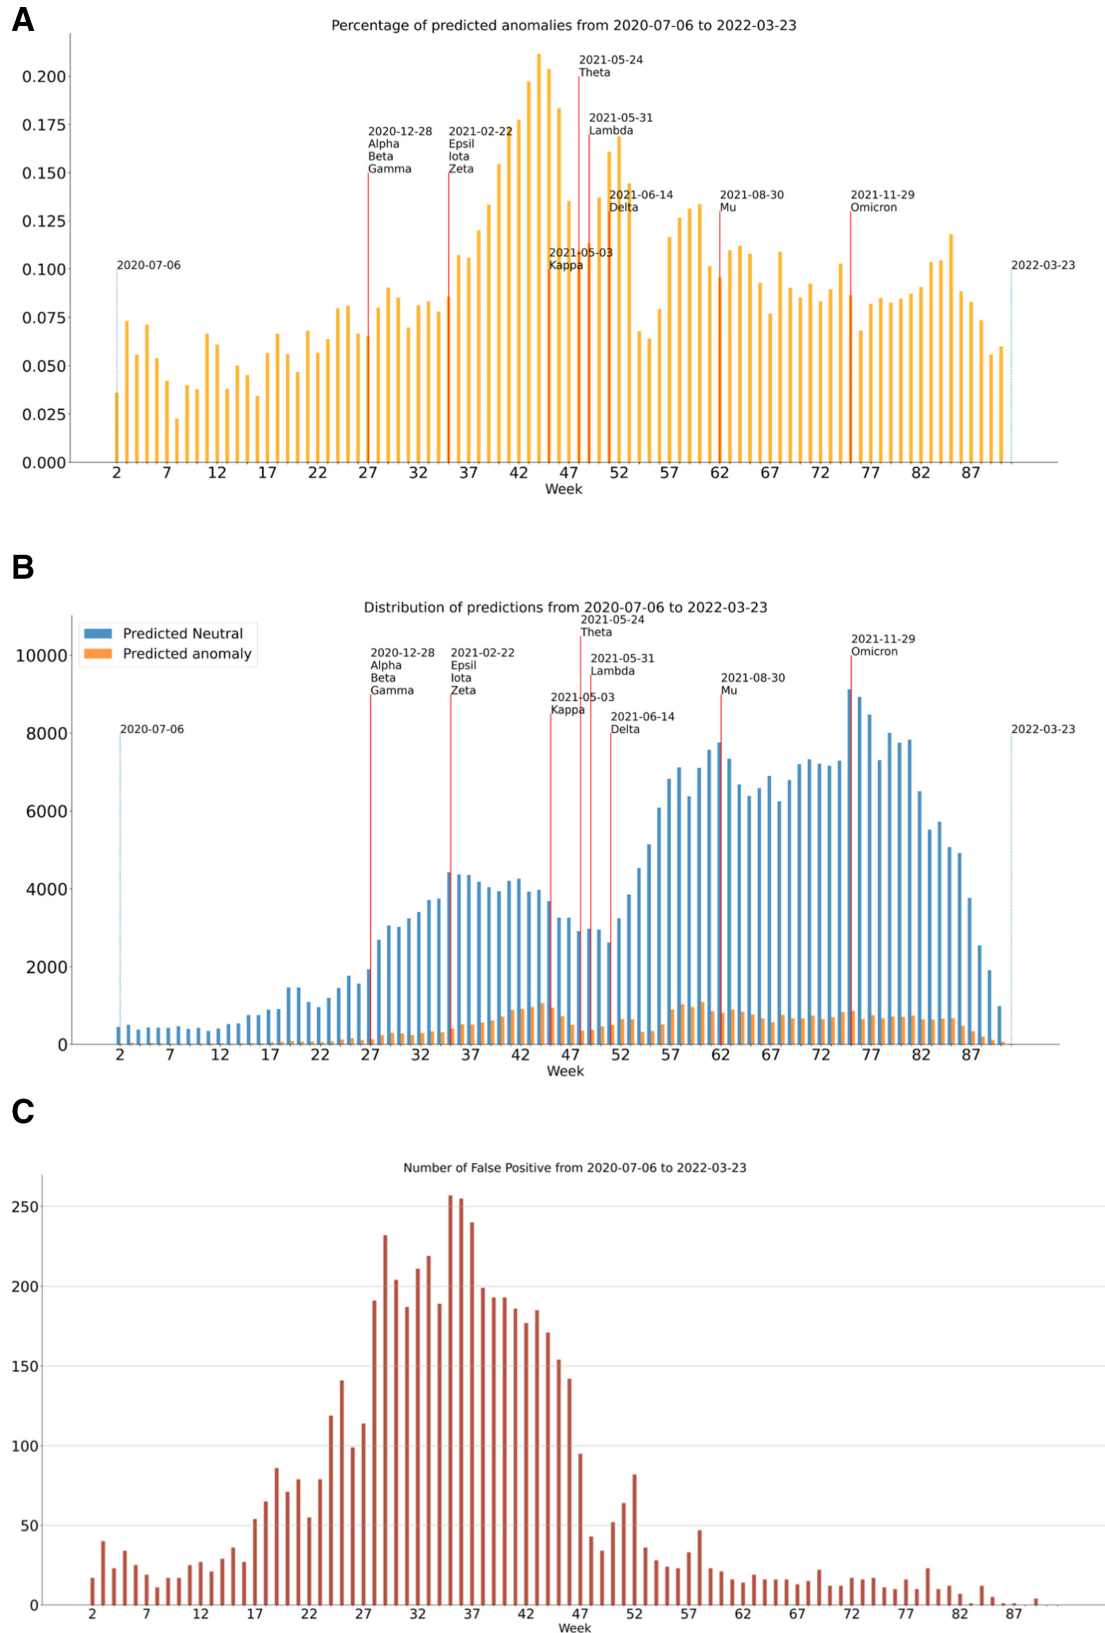 A
Percentage of predicted anomalies from 2020-07-06 to 2022-03-23
0.200
0.175
0.150
0.125
0.100
0.075
0.050
0.025
0.000
2021-05-24
Theta
2021-05-31
Lambda
2020-12-28
Alpha
Beta
Gamma
2021-02-22
Epsil
Iota
Zeta
2021-06-14
Delta
2021-08-30
Mu
2021-11-29
Omicron
2021-05-03
Kappa
2020-07-06
2022-03-23
2 7 12 17 22 27 32 37 42 47 52 57 62 67 72 77 82 87
Week
B
Distribution of predictions from 2020-07-06 to 2022-03-23
Predicted Neutral
Predicted anomaly
10000
8000
6000
4000
2000
0
2021-05-24
Theta
2020-12-28
Alpha
Beta
Gamma
2021-02-22
Epsil
Iota
Zeta
2021-05-31
Lambda
2021-11-29
Omicron
2021-08-30
Mu
2021-05-03
Kappa
2021-06-14
Delta
2020-07-06
2022-03-23
2 7 12 17 22 27 32 37 42 47 52 57 62 67 72 77 82 87
Week
C
Number of False Positive from 2020-07-06 to 2022-03-23
250
200
150
100
50
0
2 7 12 17 22 27 32 37 42 47 52 57 62 67 72 77 82 87
Week